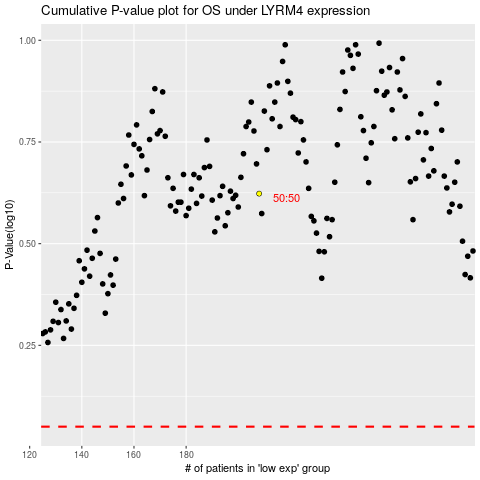 Cumulative P-value plot for OS under LYRM4 expression
P-Value(log10)
1.00
0.75
0.50
0.25
50:50
120 140 160 180
# of patients in 'low exp' group